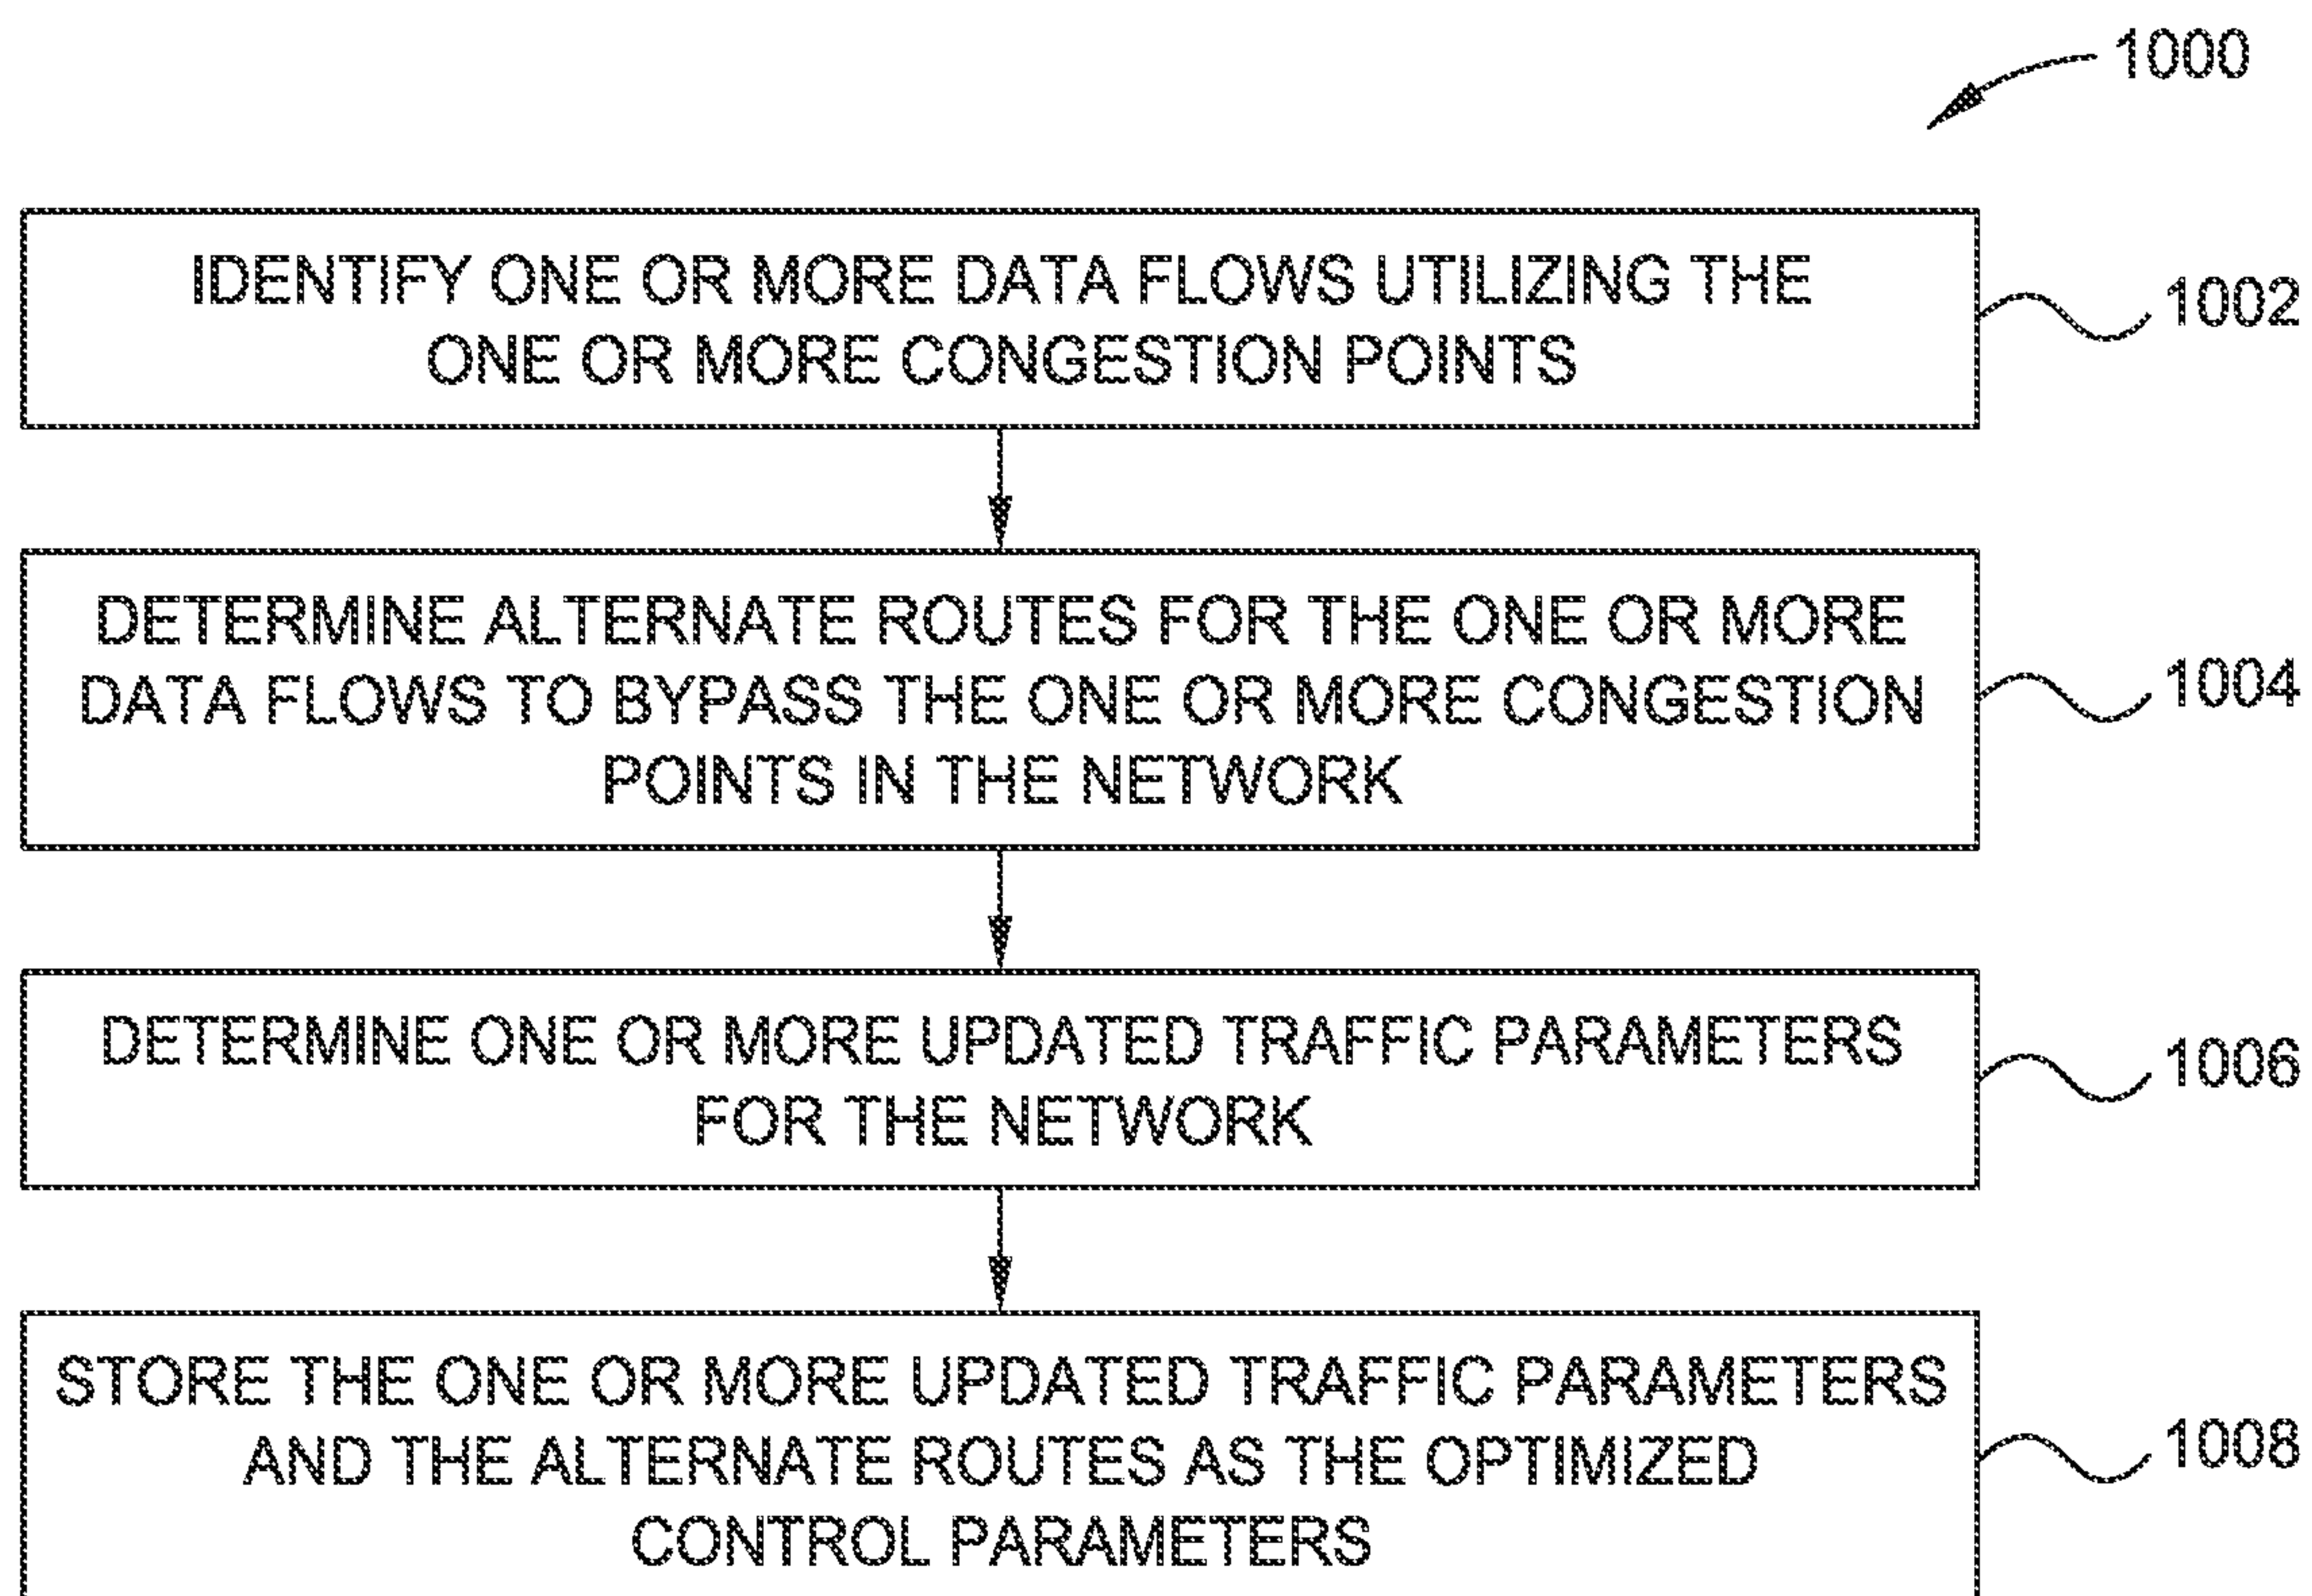 1000
IDENTIFY ONE OR MORE DATA FLOWS UTILIZING THE
ONE OR MORE CONGESTION POINTS
1002
DETERMINE ALTERNATE ROUTES FOR THE ONE OR MORE
DATA FLOWS TO BYPASS THE ONE OR MORE CONGESTION
POINTS IN THE NETWORK
1004
DETERMINE ONE OR MORE UPDATED TRAFFIC PARAMETERS
FOR THE NETWORK
1006
STORE THE ONE OR MORE UPDATED TRAFFIC PARAMETERS
AND THE ALTERNATE ROUTES AS THE OPTIMIZED
CONTROL PARAMETERS
1008